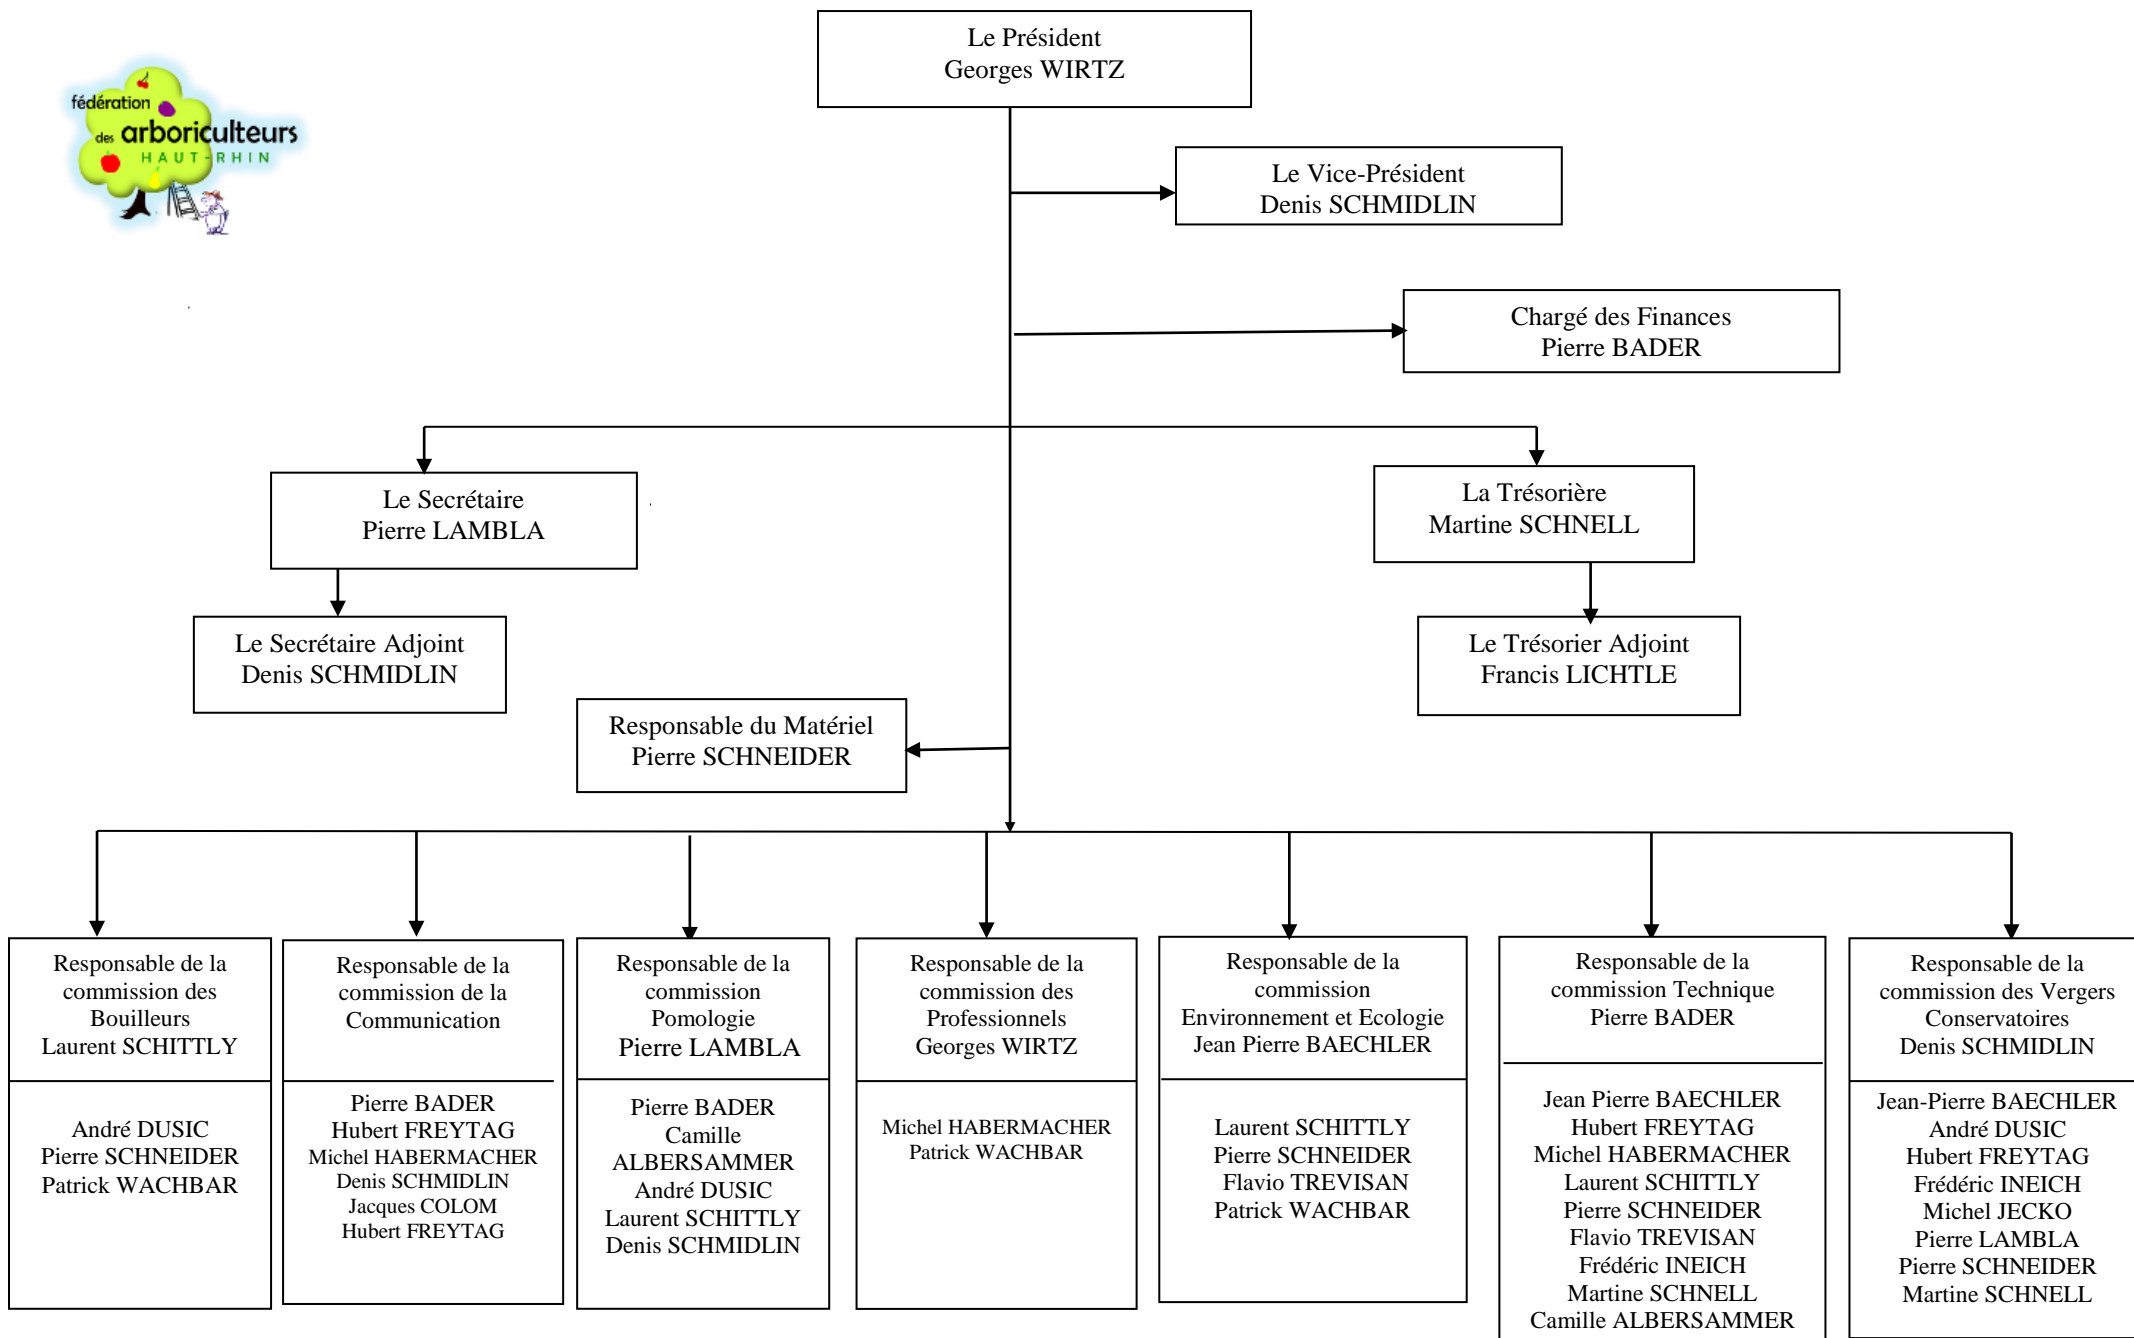 Le Président
Georges WIRTZ
fédération
des arboriculteurs
HAUT-RHIN
Le Vice-Président
Denis SCHMIDLIN
Chargé des Finances
Pierre BADER
Le Secrétaire
Pierre LAMBLA
La Trésorière
Martine SCHNELL
Le Secrétaire Adjoint
Denis SCHMIDLIN
Le Trésorier Adjoint
Francis LICHTLE
Responsable du Matériel
Pierre SCHNEIDER
Responsable de la
commission des
Bouilleurs
Laurent SCHITTLY
André DUSIC
Pierre SCHNEIDER
Patrick WACHBAR
Responsable de la
commission de la
Communication
Pierre BADER
Hubert FREYTAG
Michel HABERMACHER
Denis SCHMIDLIN
Jacques COLOM
Hubert FREYTAG
Responsable de la
commission
Pomologie
Pierre LAMBLA
Pierre BADER
Camille
ALBERSAMMER
André DUSIC
Laurent SCHITTLY
Denis SCHMIDLIN
Responsable de la
commission des
Professionnels
Georges WIRTZ
Michel HABERMACHER
Patrick WACHBAR
Responsable de la
commission
Environnement et Ecologie
Jean Pierre BAECHLER
Laurent SCHITTLY
Pierre SCHNEIDER
Flavio TREVISAN
Patrick WACHBAR
Responsable de la
commission Technique
Pierre BADER
Jean Pierre BAECHLER
Hubert FREYTAG
Michel HABERMACHER
Laurent SCHITTLY
Pierre SCHNEIDER
Flavio TREVISAN
Frédéric INEICH
Martine SCHNELL
Camille ALBERSAMMER
Responsable de la
commission des Vergers
Conservatoires
Denis SCHMIDLIN
Jean-Pierre BAECHLER
André DUSIC
Hubert FREYTAG
Frédéric INEICH
Michel JECKO
Pierre LAMBLA
Pierre SCHNEIDER
Martine SCHNELL